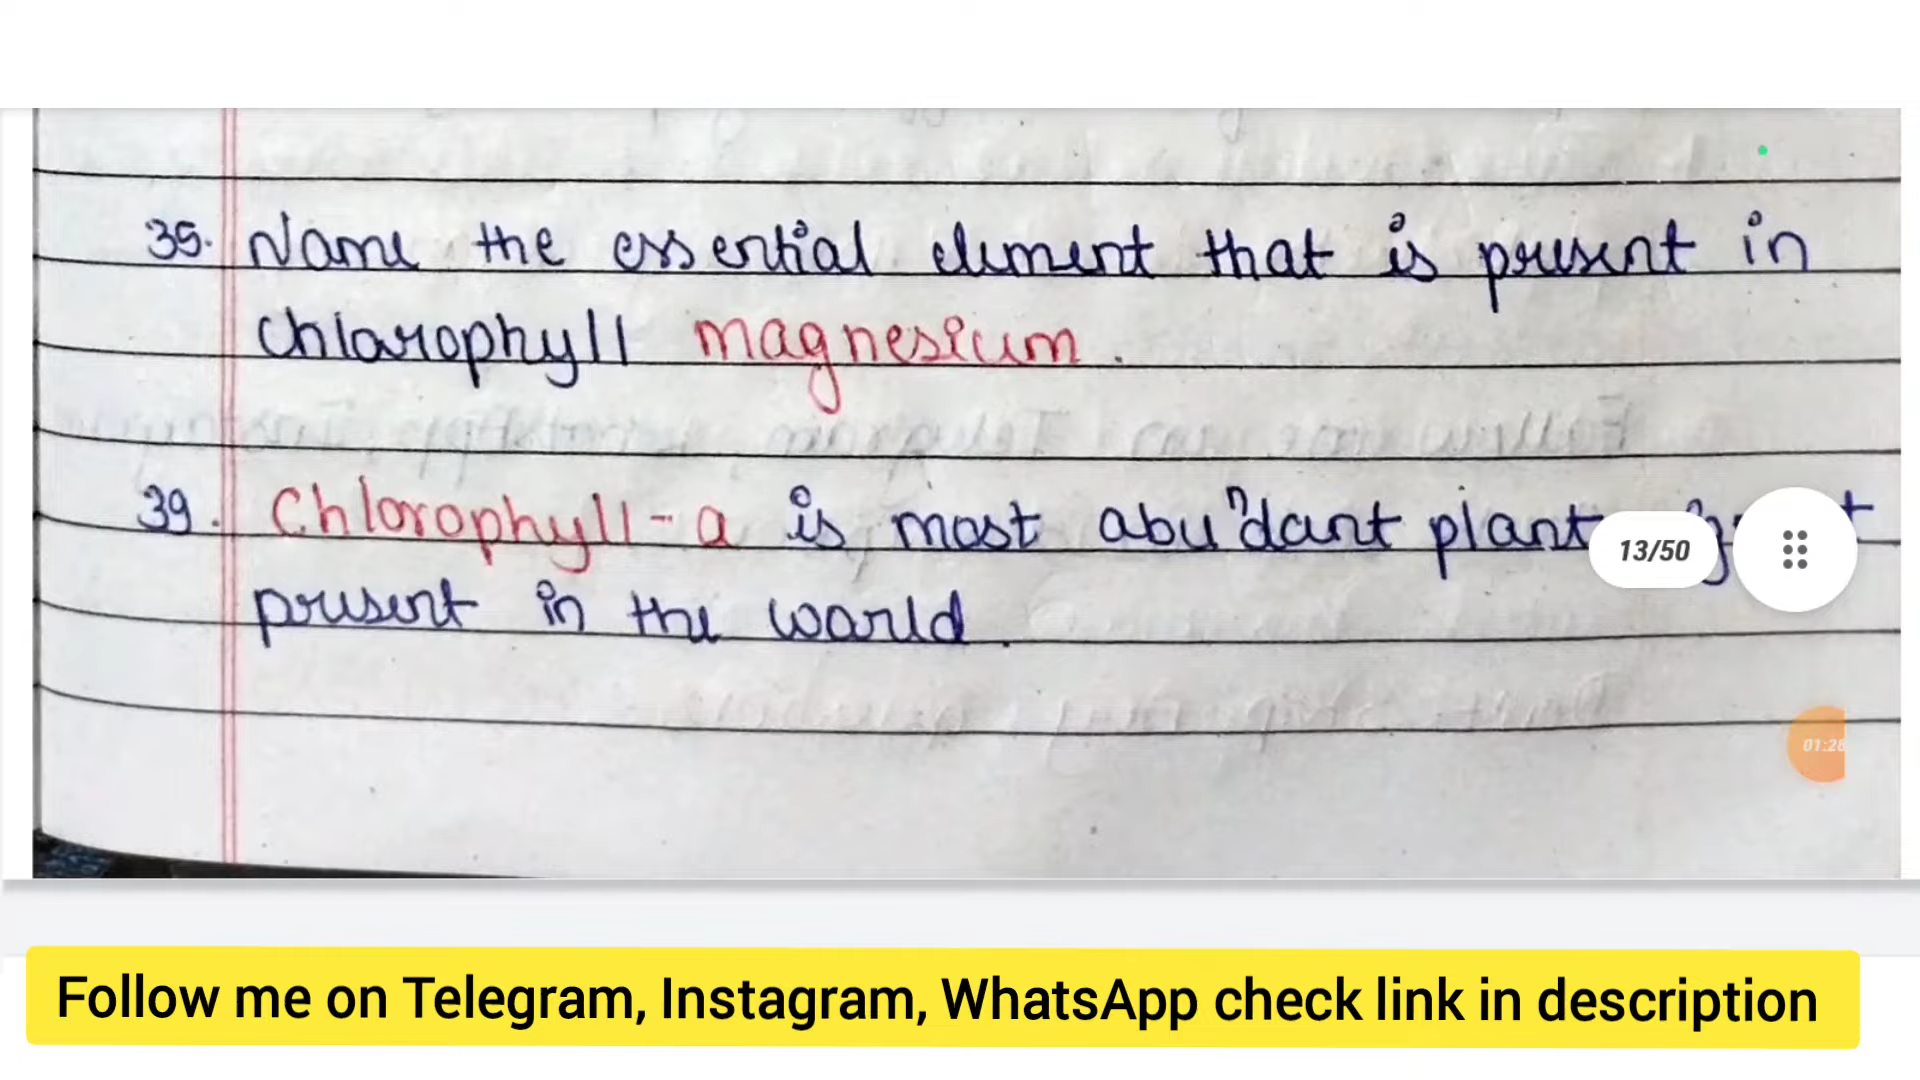 35. Name the essential element that is present in
chlorophyll magnesium.
39. Chlorophyll-a is most abundant plant
present in the world.
13/50
01:28
Follow me on Telegram, Instagram, WhatsApp check link in description